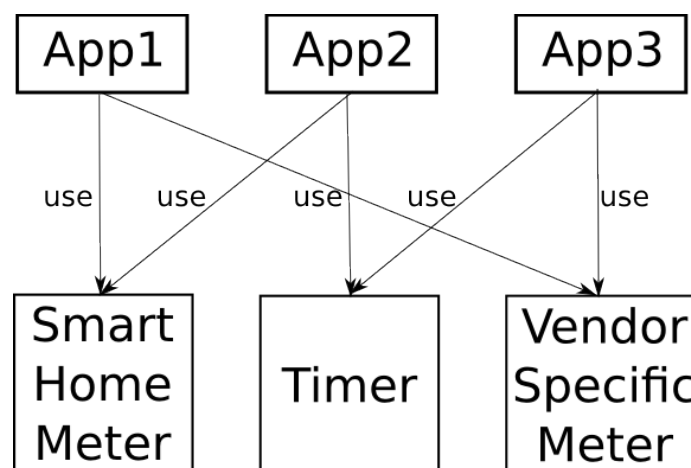 App1
App2
App3
use
use
use
use
use
Smart
Home
Meter
Timer
Vendor
Specific
Meter